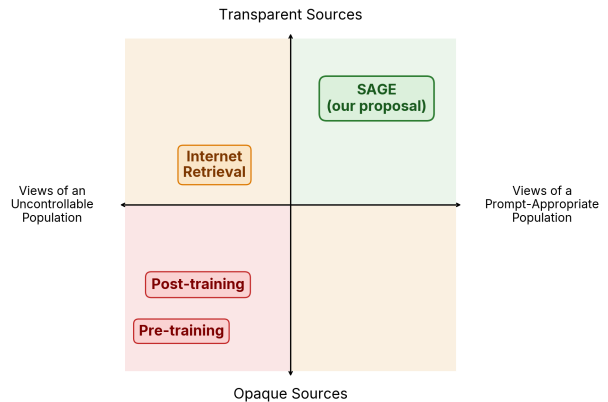 Transparent Sources
SAGE
(our proposal)
Internet
Retrieval
Views of an
Uncontrollable
Population
Views of a
Prompt-Appropriate
Population
Post-training
Pre-training
Opaque Sources